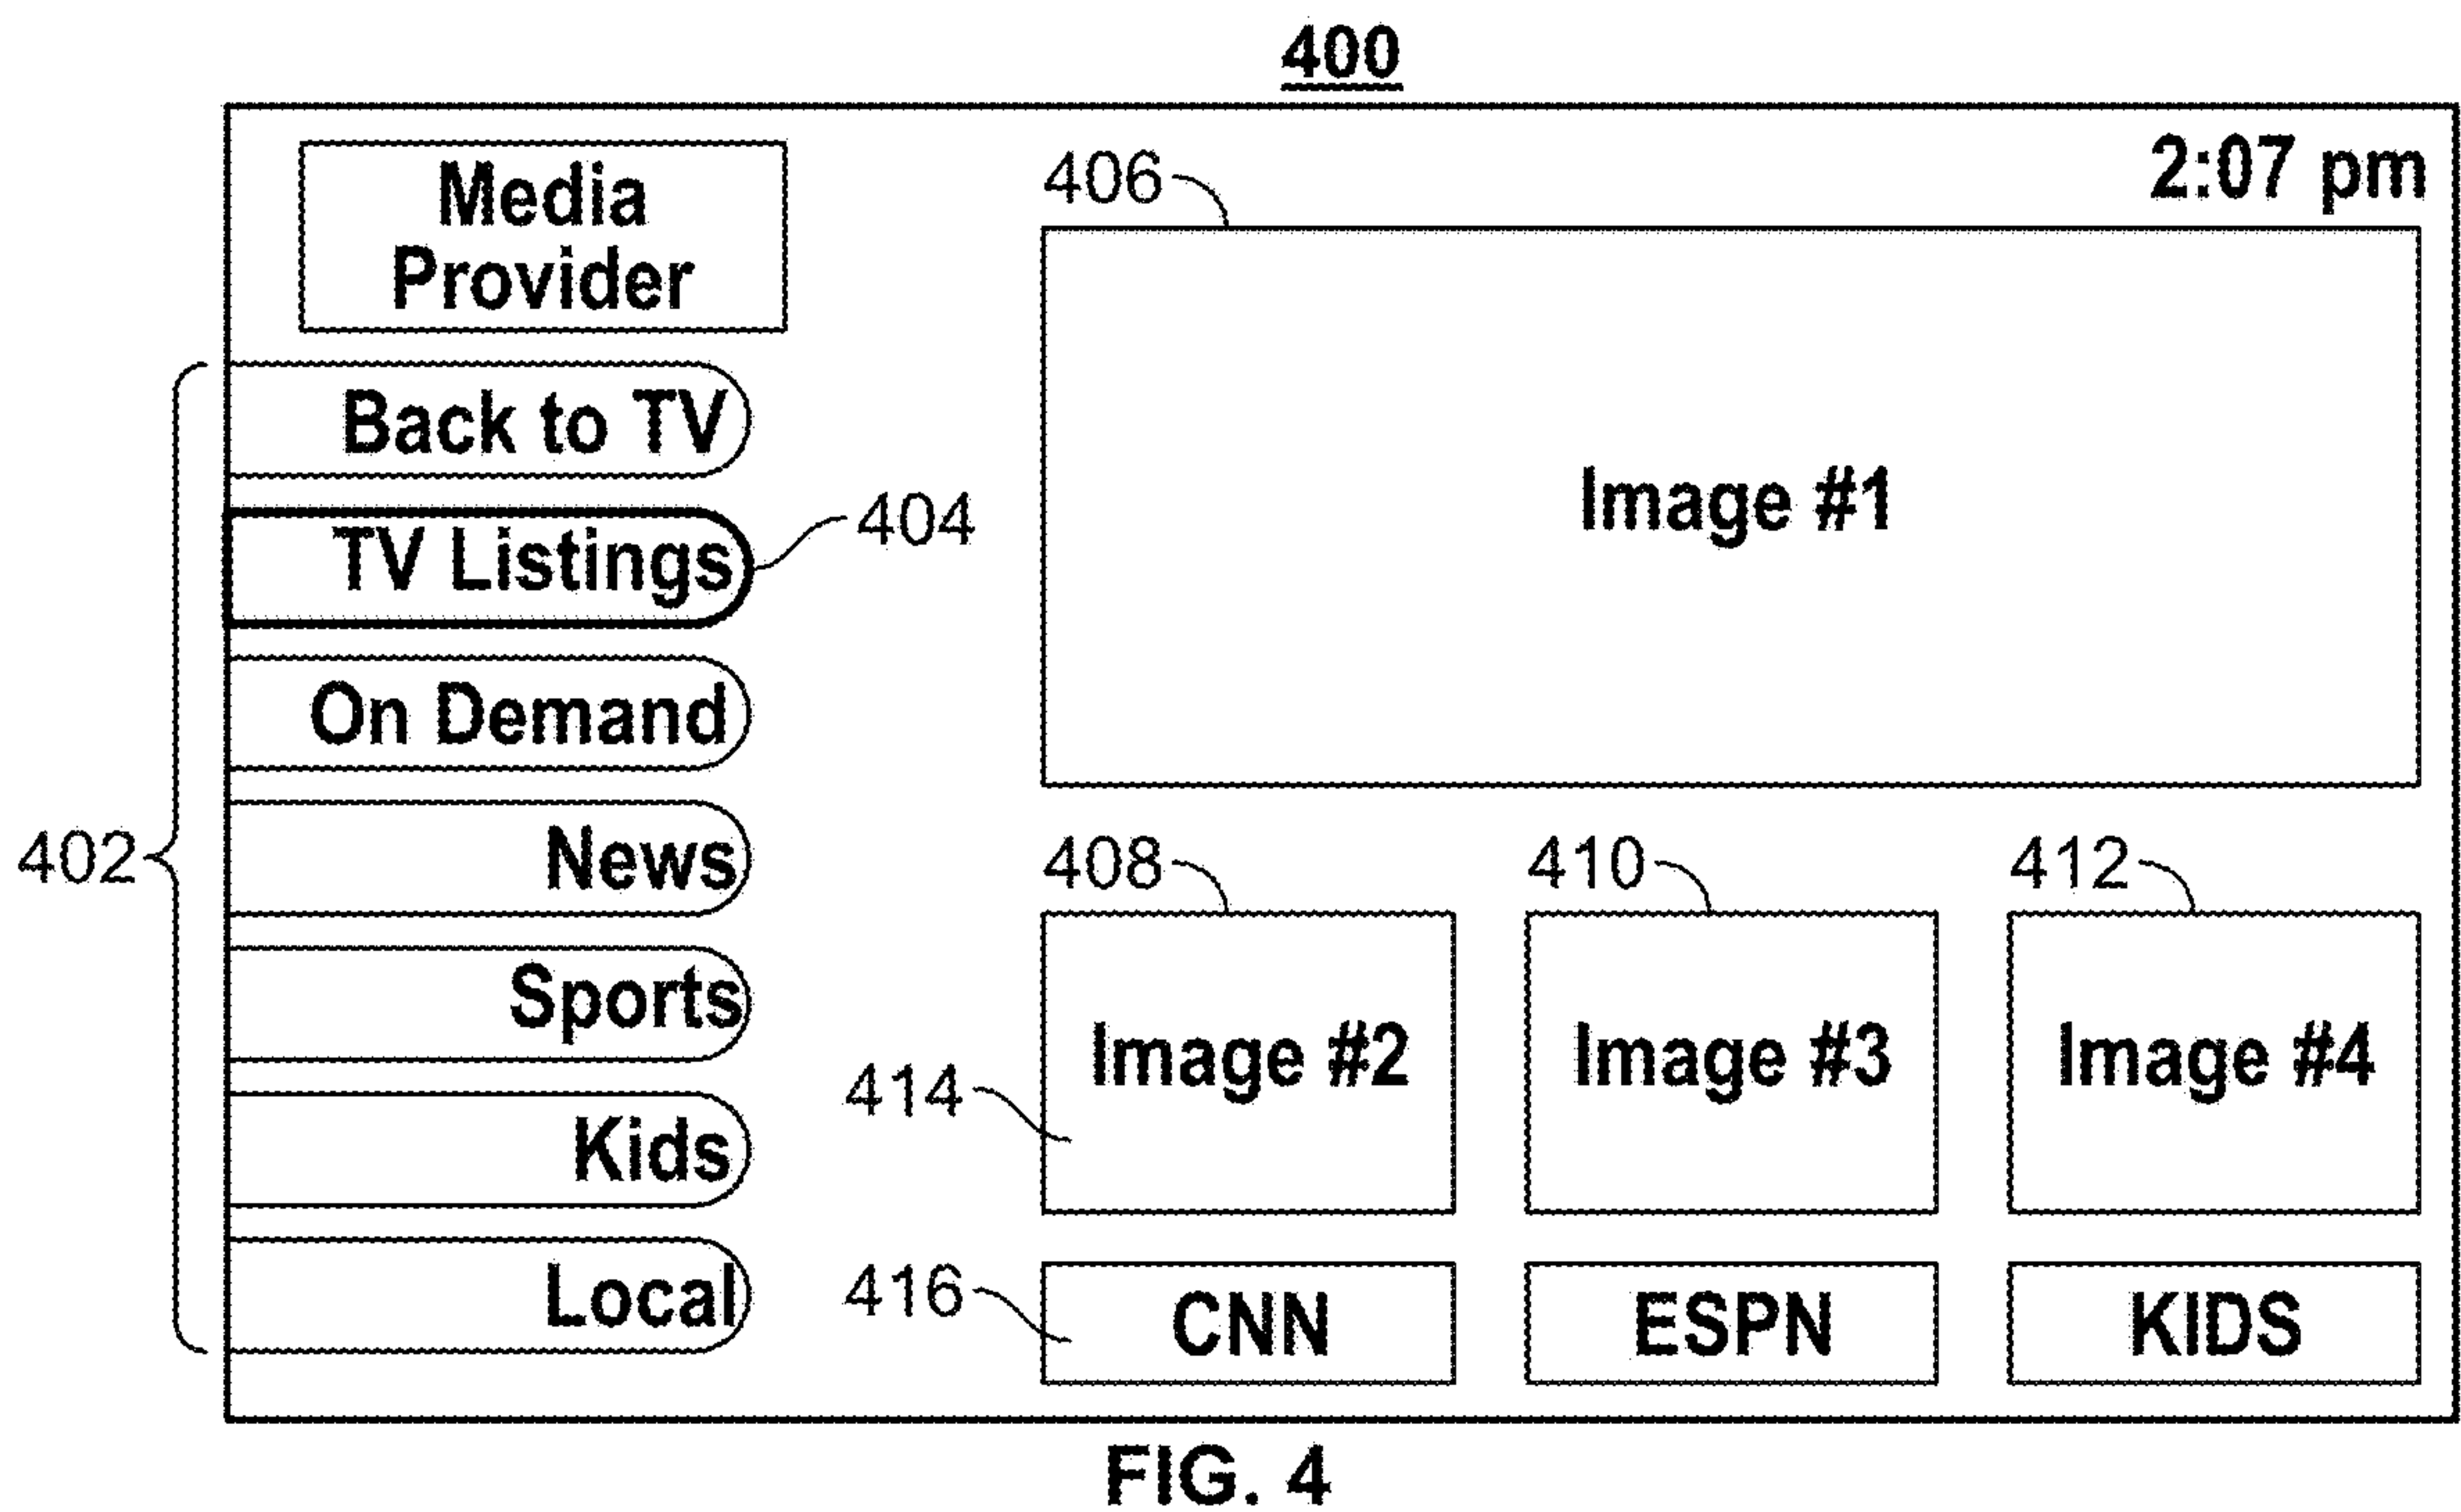 400
2:07 pm
Media
Provider
406
Image #1
Back to TV
TV Listings
404
On Demand
News
402
Sports
Kids
Local
408
410
412
Image #2
Image #3
Image #4
414
416
CNN
ESPN
KIDS
FIG. 4